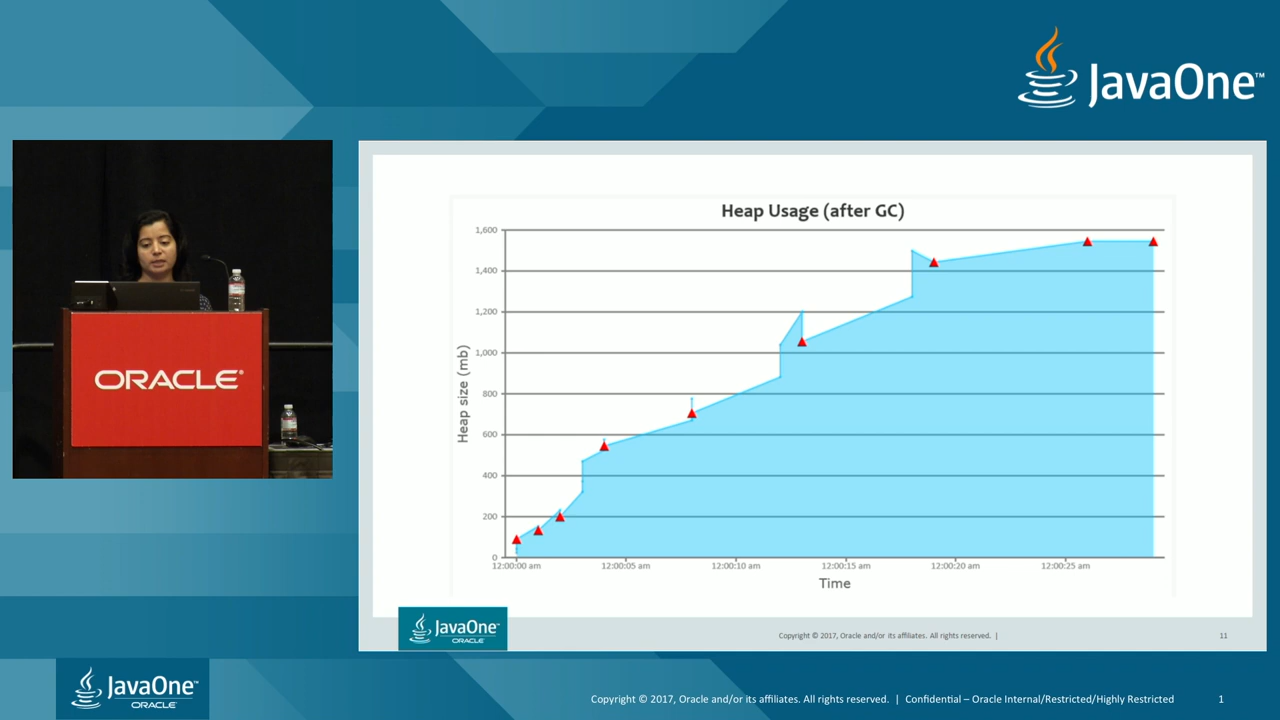 JavaOne™
ORACLE®
Heap Usage (after GC)
Heap size (mb)
1,600
1,400
1,200
1,000
800
600
400
200
0
12:00:00 am
12:00:05 am
12:00:10 am
12:00:15 am
12:00:20 am
12:00:25 am
Time
JavaOne™
ORACLE®
Copyright © 2017, Oracle and/or its affiliates. All rights reserved. |
11
JavaOne™
ORACLE®
Copyright © 2017, Oracle and/or its affiliates. All rights reserved. | Confidential – Oracle Internal/Restricted/Highly Restricted
1